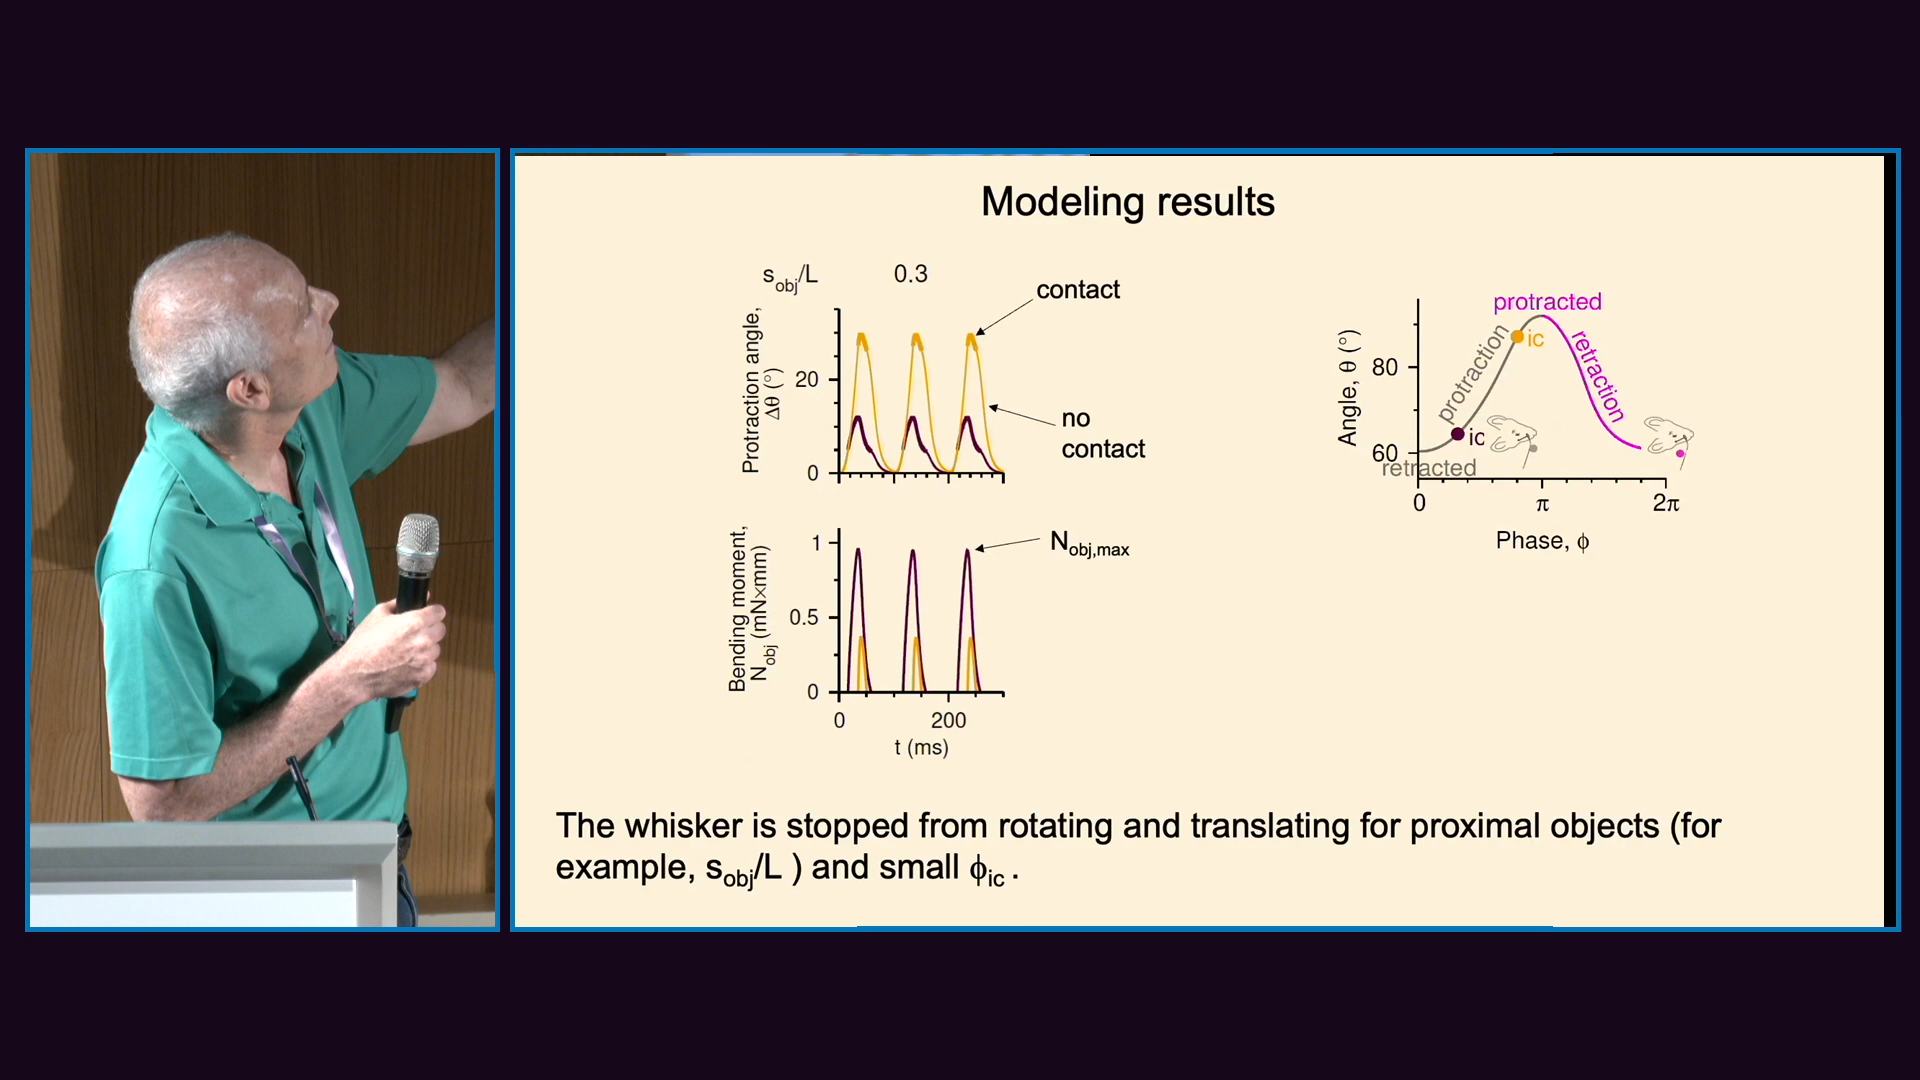 Modeling results
s_obj/L 0.3
contact
Protraction angle,
Δθ (°)
20
0
no
contact
Bending moment,
N_obj (mN×mm)
1
0.5
0
N_obj,max
0 200
t (ms)
protracted
ic
protraction
retraction
Angle, θ (°)
80
60
ic
retracted
0 π 2π
Phase, ϕ
The whisker is stopped from rotating and translating for proximal objects (for
example, s_obj/L ) and small ϕ_ic .